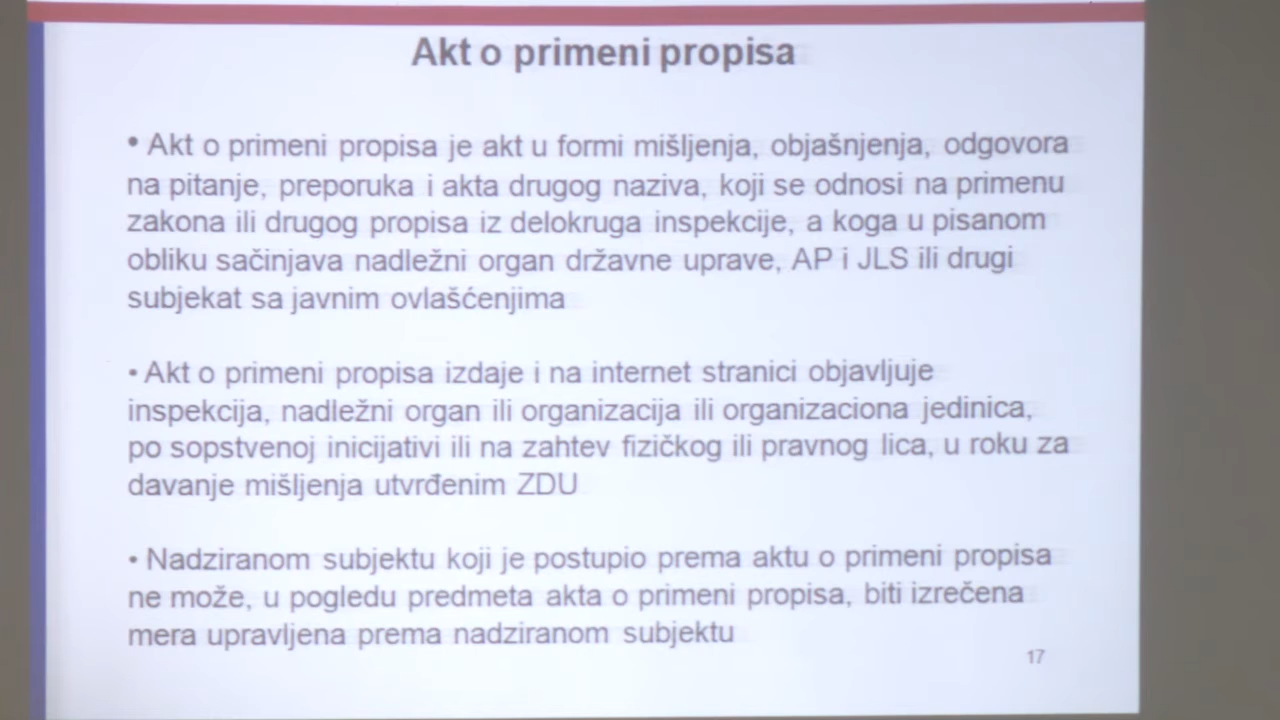 Akt o primeni propisa
• Akt o primeni propisa je akt u formi mišljenja, objašnjenja, odgovora
na pitanje, preporuka i akta drugog naziva, koji se odnosi na primenu
zakona ili drugog propisa iz delokruga inspekcije, a koga u pisanom
obliku sačinjava nadležni organ državne uprave, AP i JLS ili drugi
subjekat sa javnim ovlašćenjima
• Akt o primeni propisa izdaje i na internet stranici objavljuje
inspekcija, nadležni organ ili organizacija ili organizaciona jedinica,
po sopstvenoj inicijativi ili na zahtev fizičkog ili pravnog lica, u roku za
davanje mišljenja utvrđenim ZDU
• Nadziranom subjektu koji je postupio prema aktu o primeni propisa
ne može, u pogledu predmeta akta o primeni propisa, biti izrečena
mera upravljena prema nadziranom subjektu
17